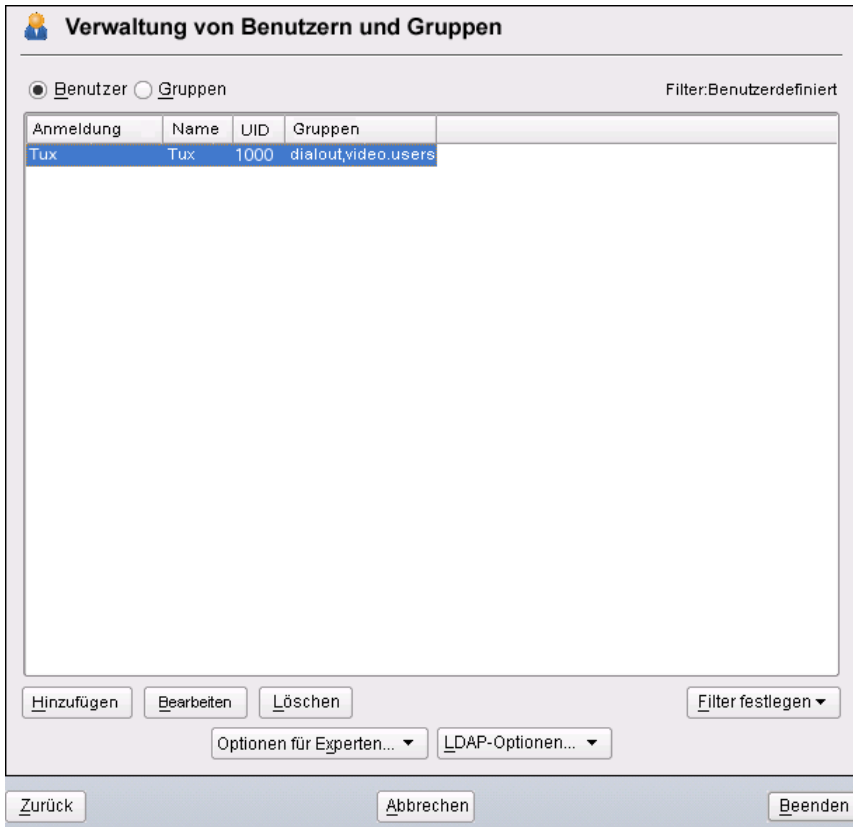 Verwaltung von Benutzern und Gruppen
Benutzer Gruppen Filter:Benutzerdefiniert
Anmeldung Name UID Gruppen
Tux Tux 1000 dialout,video.users
Hinzufügen Bearbeiten Löschen Filter festlegen
Optionen für Experten... LDAP-Optionen...
Zurück Abbrechen Beenden